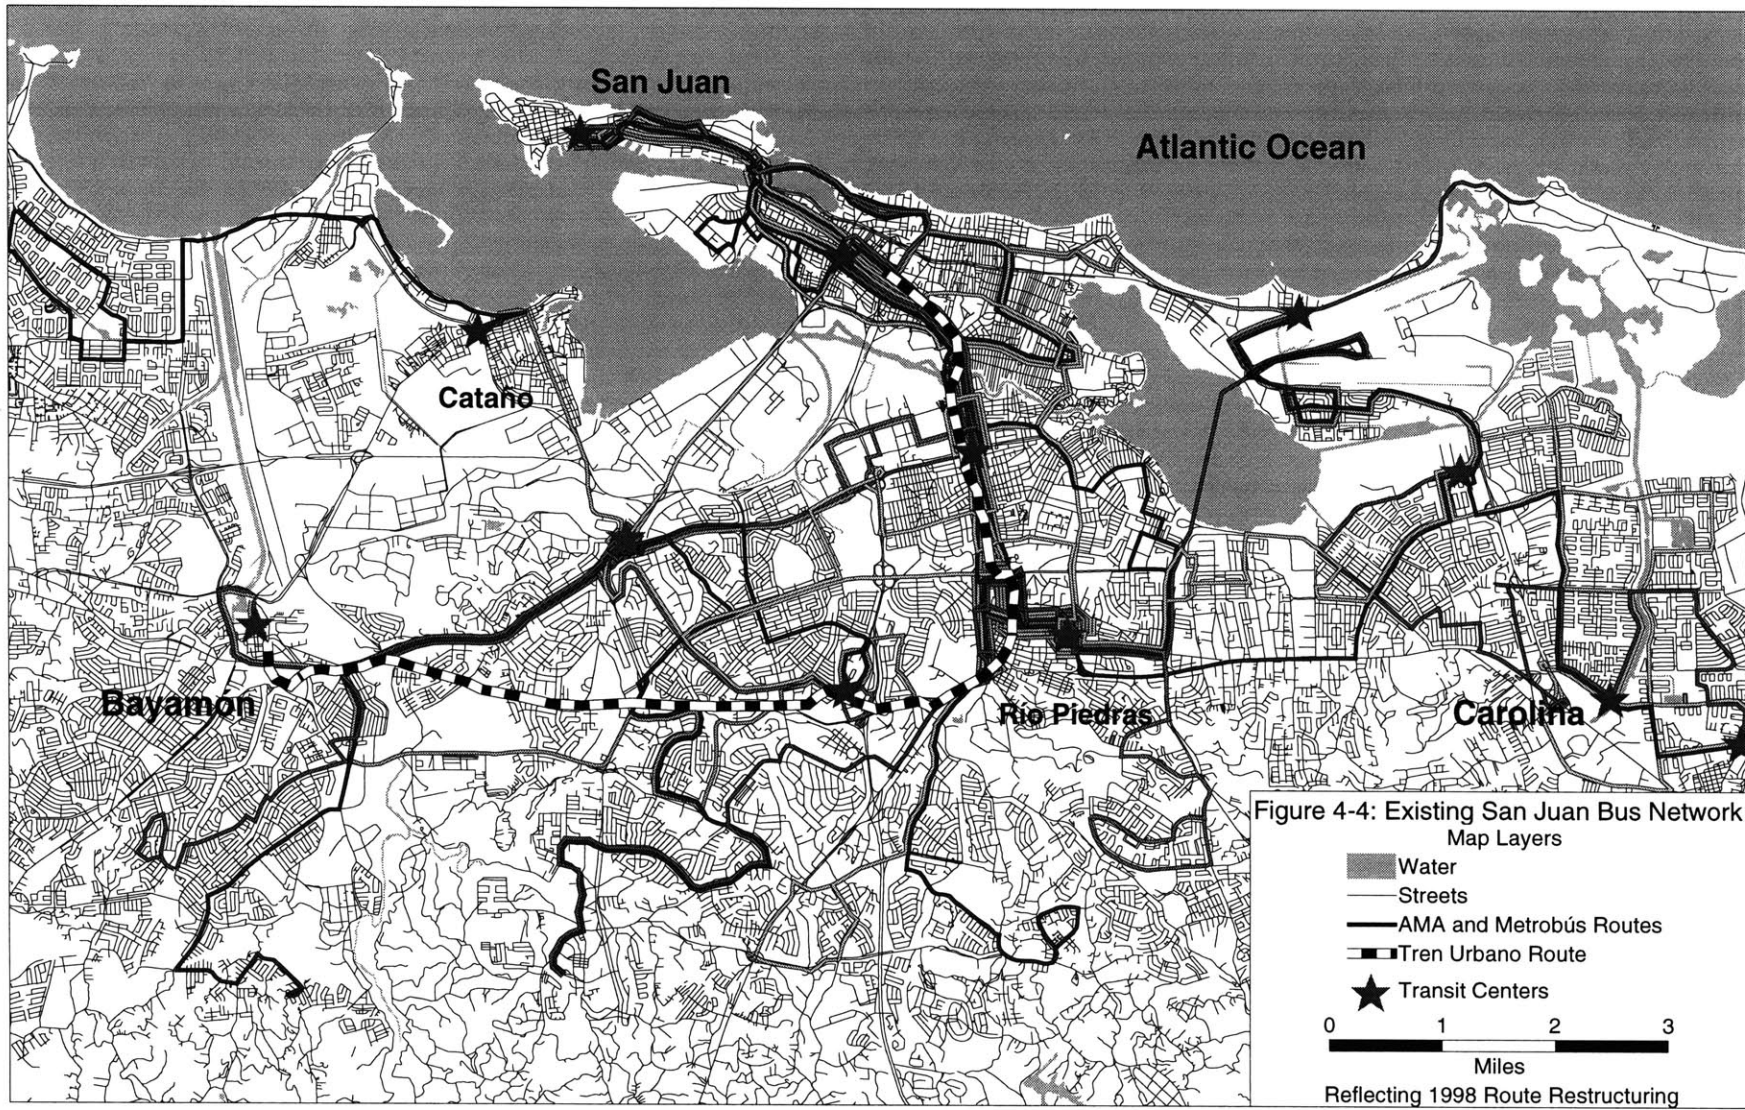 San Juan
Atlantic Ocean
Cataño
Bayamón
Río Piedras
Carolina
Figure 4-4: Existing San Juan Bus Network
Map Layers
Water
Streets
AMA and Metrobús Routes
Tren Urbano Route
Transit Centers
0 1 2 3
Miles
Reflecting 1998 Route Restructuring